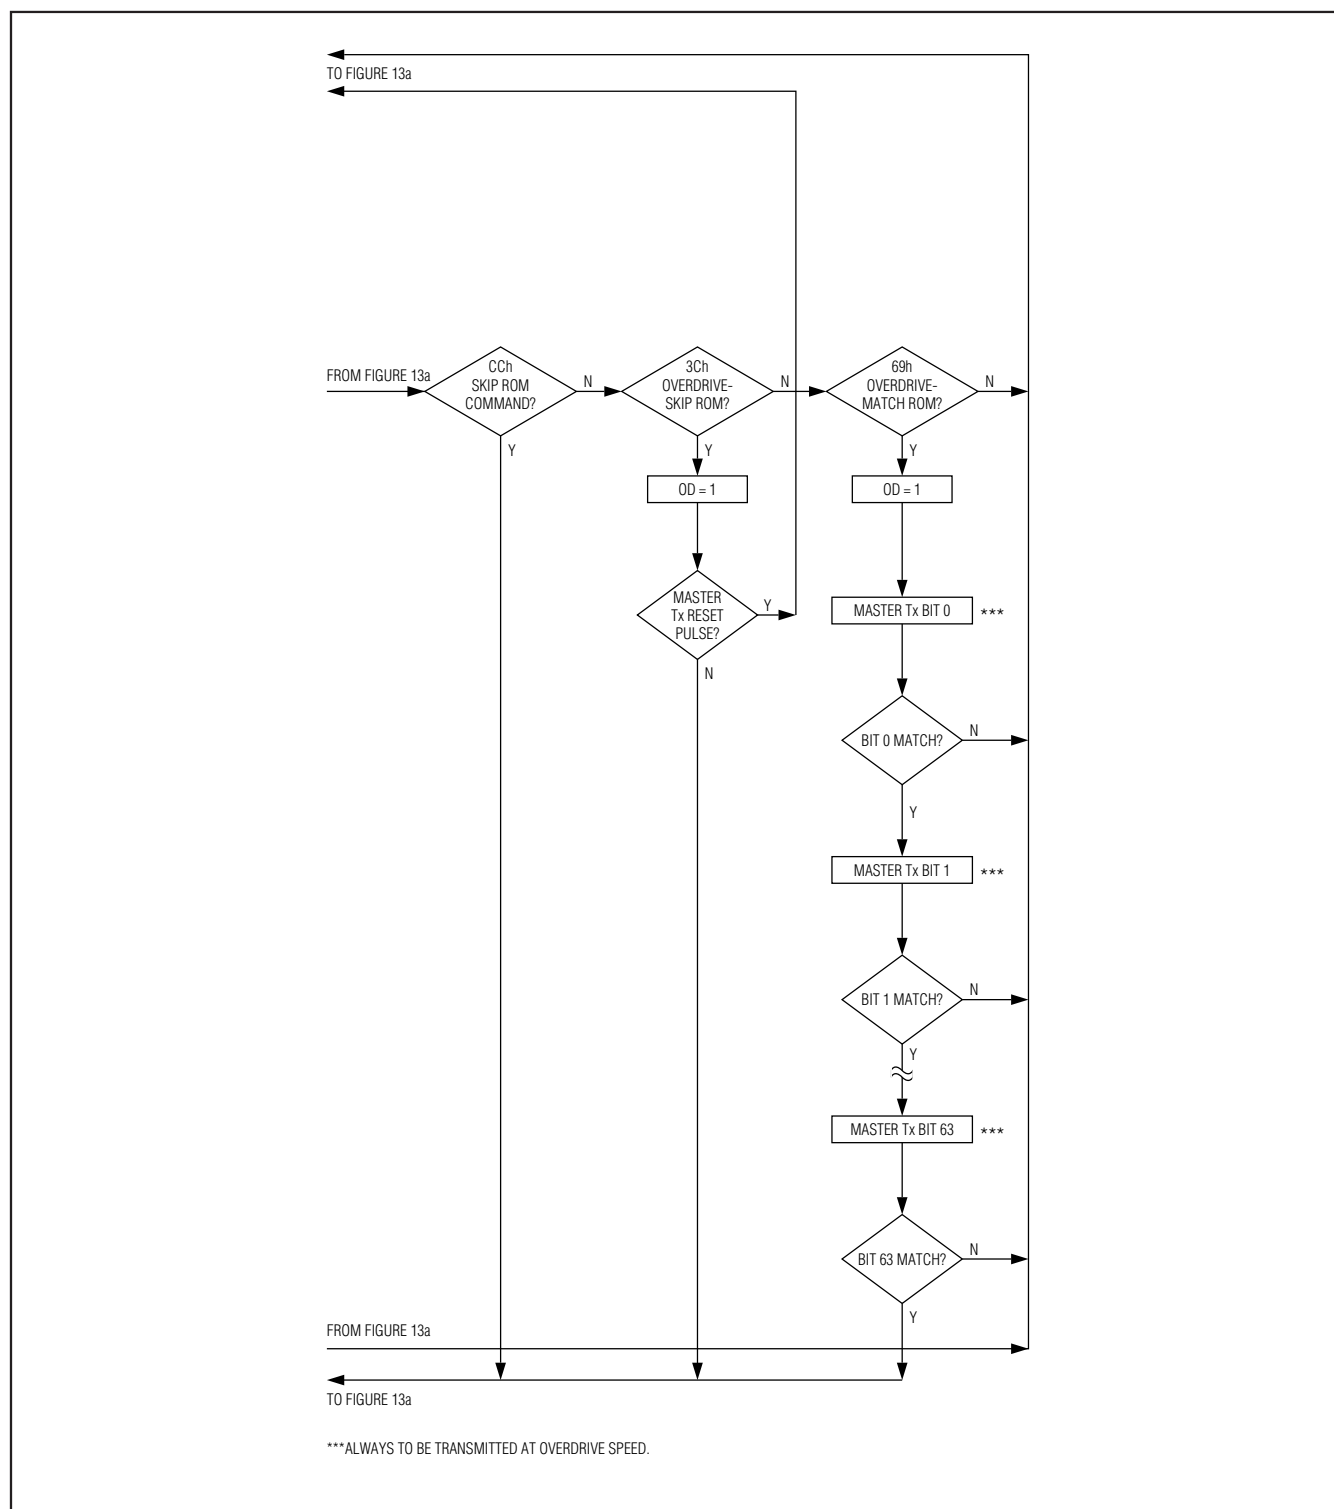 TO FIGURE 13a
FROM FIGURE 13a
CCh
SKIP ROM
COMMAND?
N
3Ch
OVERDRIVE-
SKIP ROM?
N
69h
OVERDRIVE-
MATCH ROM?
N
Y
Y
Y
OD = 1
OD = 1
MASTER
Tx RESET
PULSE?
Y
N
MASTER Tx BIT 0 ***
BIT 0 MATCH?
N
Y
MASTER Tx BIT 1 ***
BIT 1 MATCH?
N
Y
MASTER Tx BIT 63 ***
BIT 63 MATCH?
N
Y
FROM FIGURE 13a
TO FIGURE 13a
***ALWAYS TO BE TRANSMITTED AT OVERDRIVE SPEED.